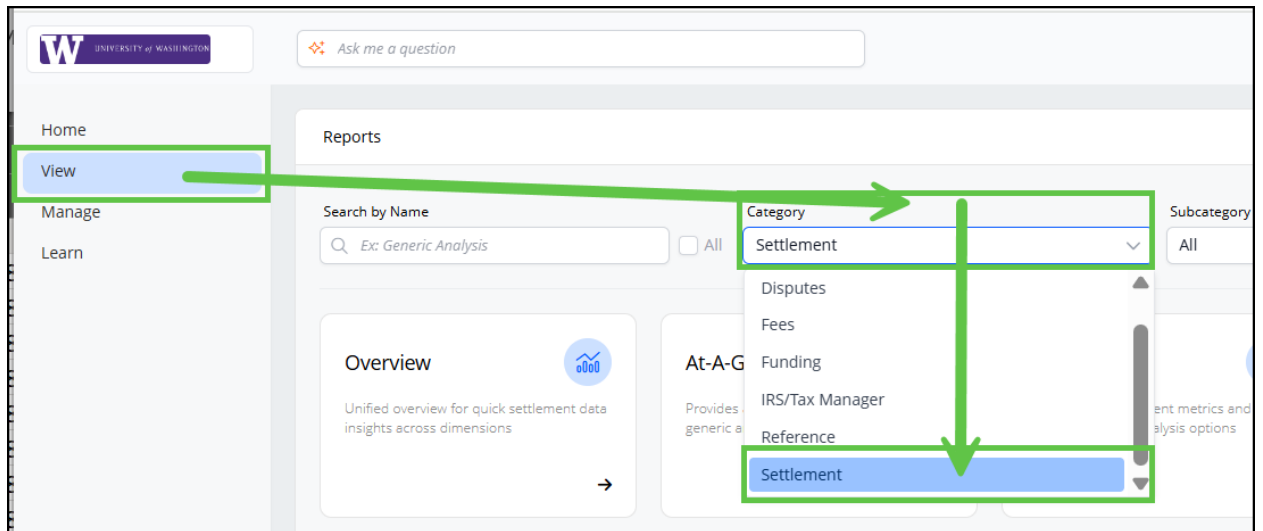 W UNIVERSITY of WASHINGTON
Ask me a question
Home
View
Manage
Learn
Reports
Search by Name
Ex: Generic Analysis
All
Category
Settlement
Subcategory
All
Disputes
Fees
Funding
IRS/Tax Manager
Reference
Settlement
Overview
Unified overview for quick settlement data
insights across dimensions
At-A-G
Provides
generic a
ent metrics and
alysis options